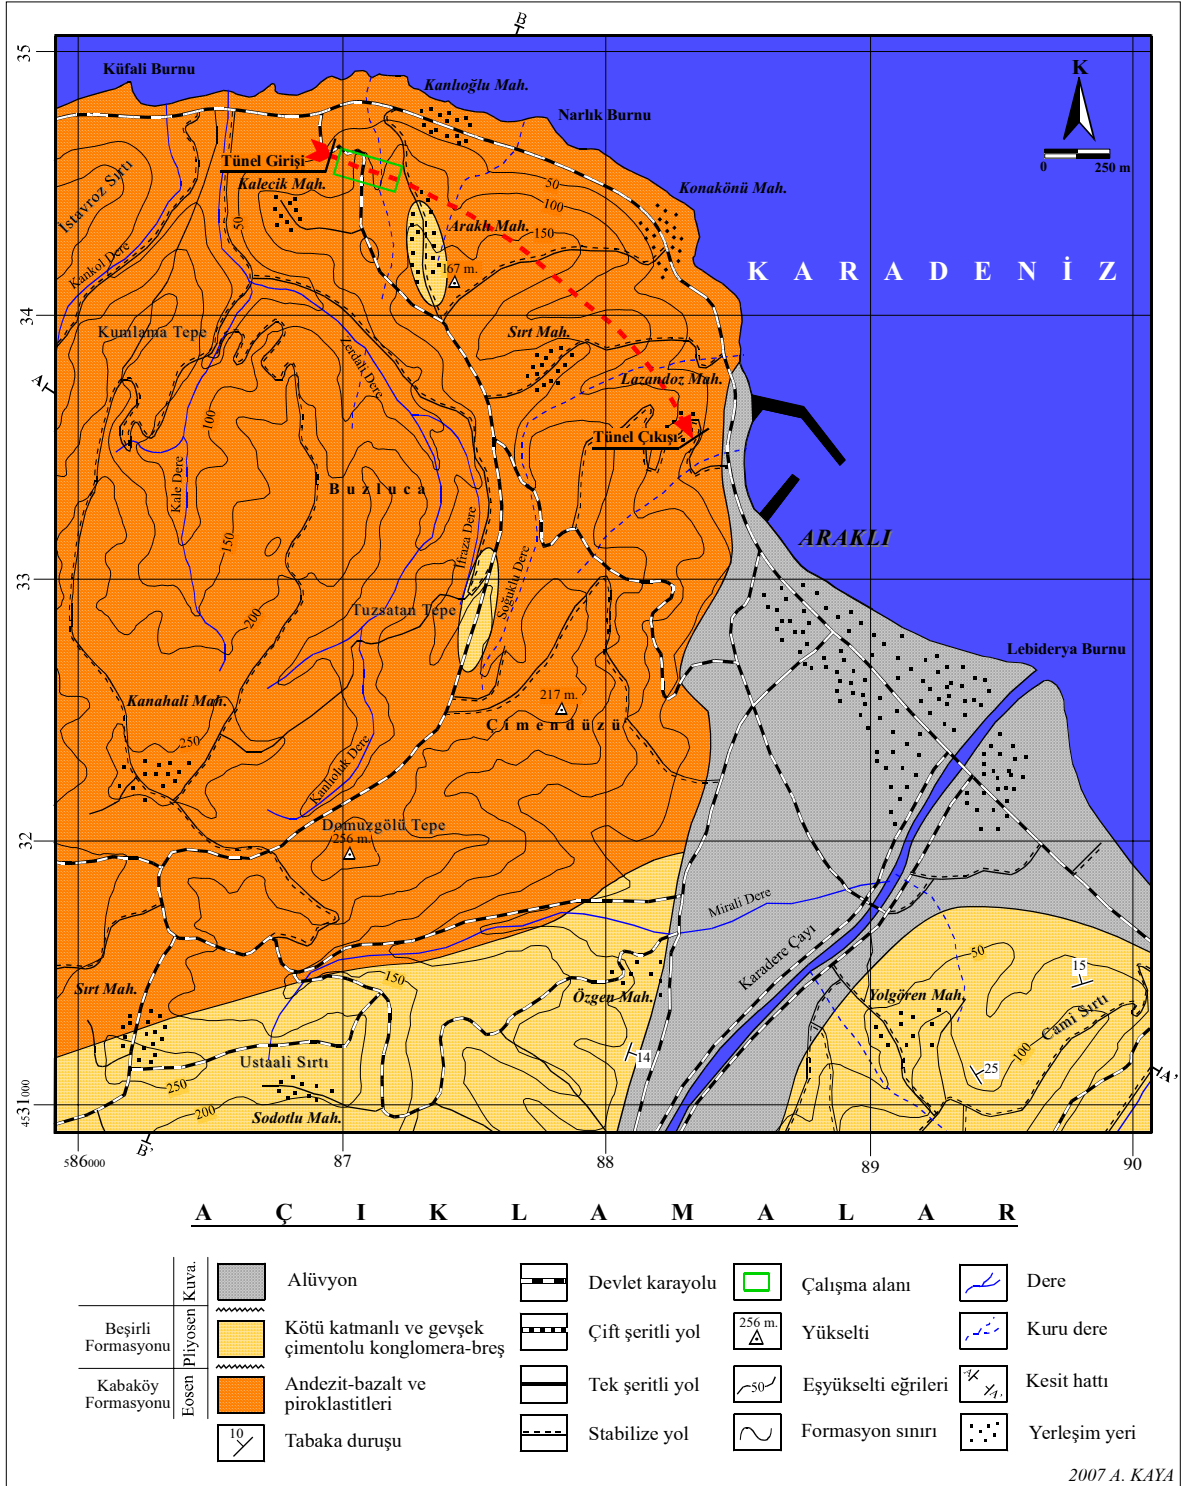 B
35
Küfali Burnu
Kanlıoğlu Mah.
Narlık Burnu
K
0 250 m
Tünel Girişi
Kalecik Mah.
İstavroz Sırtı
50
50
100
150
Konakönü Mah.
Araklı Mah.
Kankol Dere
167 m.
K A R A D E N İ Z
34
Kumlama Tepe
Zerdali Dere
Sırt Mah.
A
Lazandoz Mah.
100
Tünel Çıkışı
Kale Dere
Buzluca
150
İfraza Dere
ARAKLI
33
Soğuklu Dere
Tuzsatan Tepe
200
Lebiderya Burnu
Kanahali Mah.
217 m.
Çimendüzü
250
Kanlıoluk Dere
Domuzgölü Tepe
256 m.
32
Mirali Dere
Karadere Çayı
150
50
15
Sırt Mah.
Özgen Mah.
Yolgören Mah.
Cami Sırtı
100
14
25
Ustaali Sırtı
250
200
Sodotlu Mah.
A'
4531000
B'
586000 87 88 89 90
A Ç I K L A M A L A R
Kuva.
Alüvyon
Devlet karayolu
Çalışma alanı
Dere
Beşirli
Formasyonu
Pliyosen
Kötü katmanlı ve gevşek
çimentolu konglomera-breş
Çift şeritli yol
256 m.
Yükselti
Kuru dere
Kabaköy
Formasyonu
Eosen
Andezit-bazalt ve
piroklastitleri
Tek şeritli yol
50
Eşyükselti eğrileri
A
A'
Kesit hattı
10
Tabaka duruşu
Stabilize yol
Formasyon sınırı
Yerleşim yeri
2007 A. KAYA